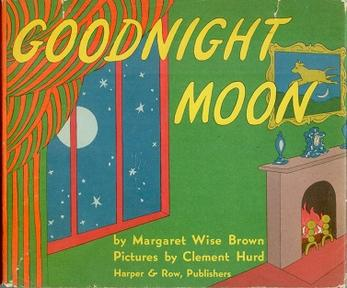 GOODNIGHT
MOON
by Margaret Wise Brown
Pictures by Clement Hurd
Harper & Row, Publishers